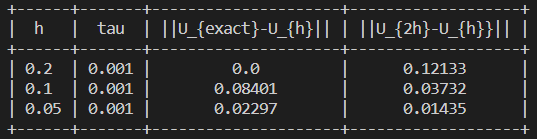 +------+-------+-------------------+------------------+
| h | tau | ||U_{exact}-U_{h}|| | ||U_{2h}-U_{h}}|| |
+------+-------+-------------------+------------------+
| 0.2 | 0.001 | 0.0 | 0.12133 |
| 0.1 | 0.001 | 0.08401 | 0.03732 |
| 0.05 | 0.001 | 0.02297 | 0.01435 |
+------+-------+-------------------+------------------+